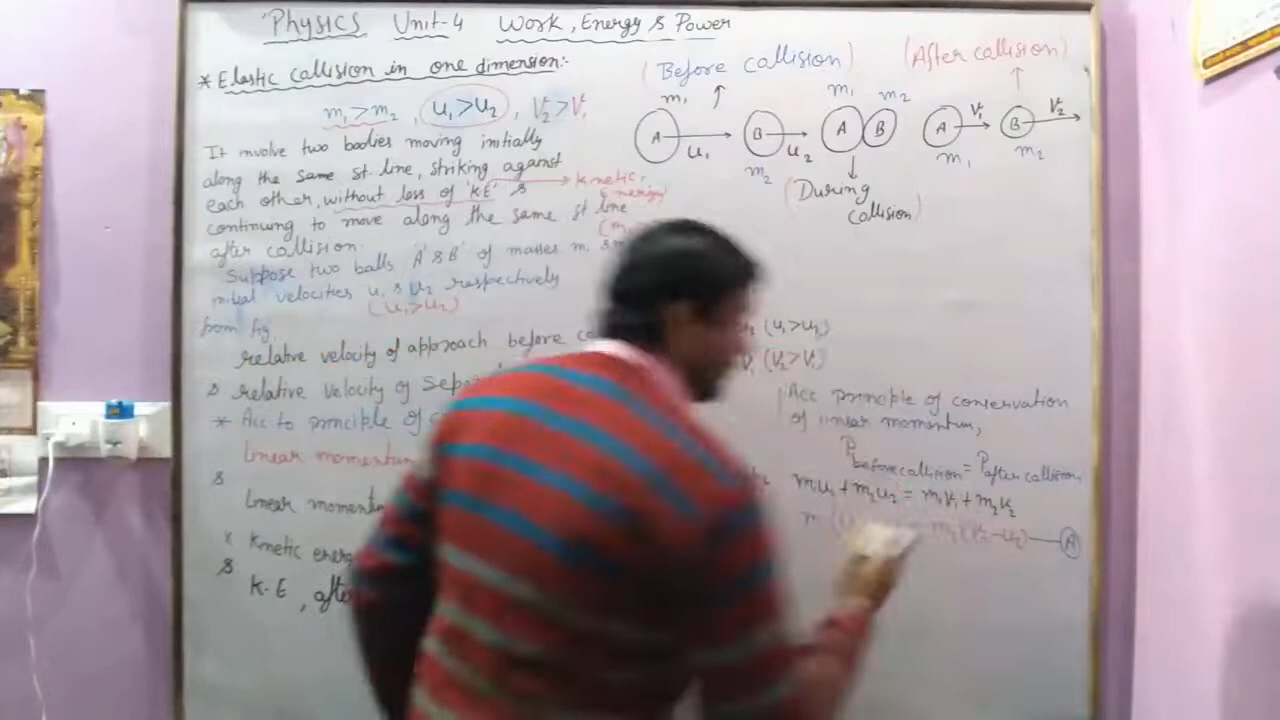 Physics Unit-4 Work, Energy & Power
* Elastic Collision in one dimension:-
m₁>m₂ , u₁>u₂ , V₂>V₁
It involve two bodies moving initially
along the same st line, striking against
each other, without loss of 'KE' &
→ kinetic
Energy
continuing to move along the same st line
after collision.
Suppose two balls 'A' & 'B' of masses m₁ &
initial velocities u₁ & u₂ respectively
(u₁>u₂)
from fig.
relative velocity of approach before
& relative velocity of
* Acc to principle of
Linear momentum
&
Linear
* Kinetic
&
K-E , after
(Before collision) (After collision)
m₁ m₁ m₂ V₁ V₂
A B A B A B
u₁ m₂ u₂ m₁ m₂
(During
collision)
(u₁>u₂)
V₁ (V₂>V₁)
Acc principle of conservation
of linear momentum,
P before collision = P after collision
m₁u₁ + m₂u₂ = m₁V₁ + m₂V₂
m₂(V₂-u₂) — A